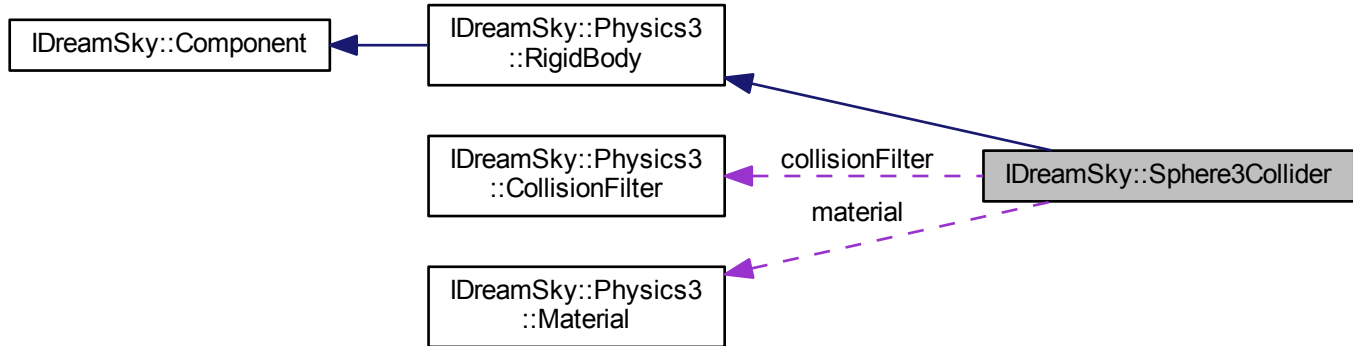 IDreamSky::Component
IDreamSky::Physics3
::RigidBody
IDreamSky::Physics3
::CollisionFilter
collisionFilter
IDreamSky::Sphere3Collider
material
IDreamSky::Physics3
::Material